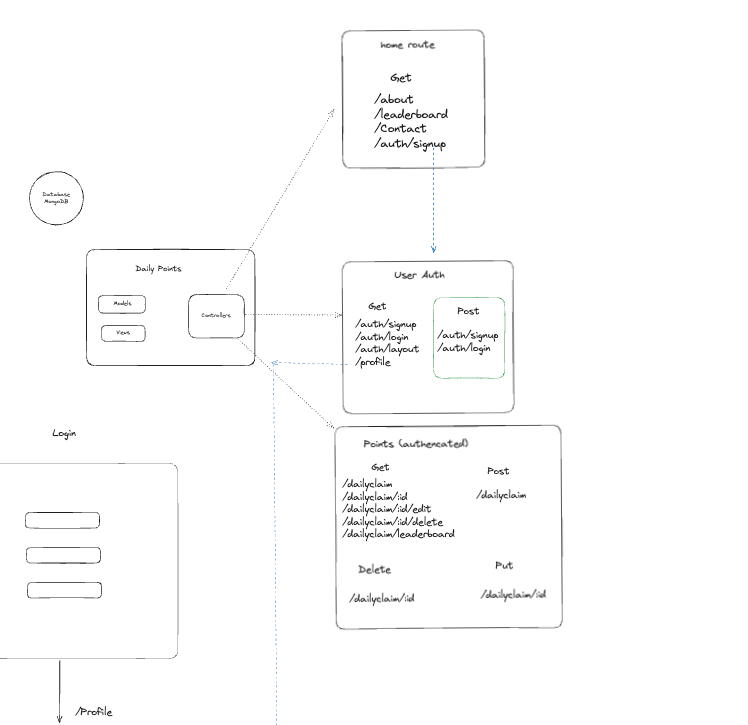 home route
Get
/about
/leaderboard
/Contact
/auth/signup
Database
MongoDB
Daily Points
Models
Views
Controllers
User Auth
Get
/auth/signup
/auth/login
/auth/layout
/profile
Post
/auth/signup
/auth/login
Points (authencated)
Get
/dailyclaim
/dailyclaim/:id
/dailyclaim/:id/edit
/dailyclaim/:id/delete
/dailyclaim/leaderboard
Post
/dailyclaim
Delete
/dailyclaim/:id
Put
/dailyclaim/:id
Login
/Profile